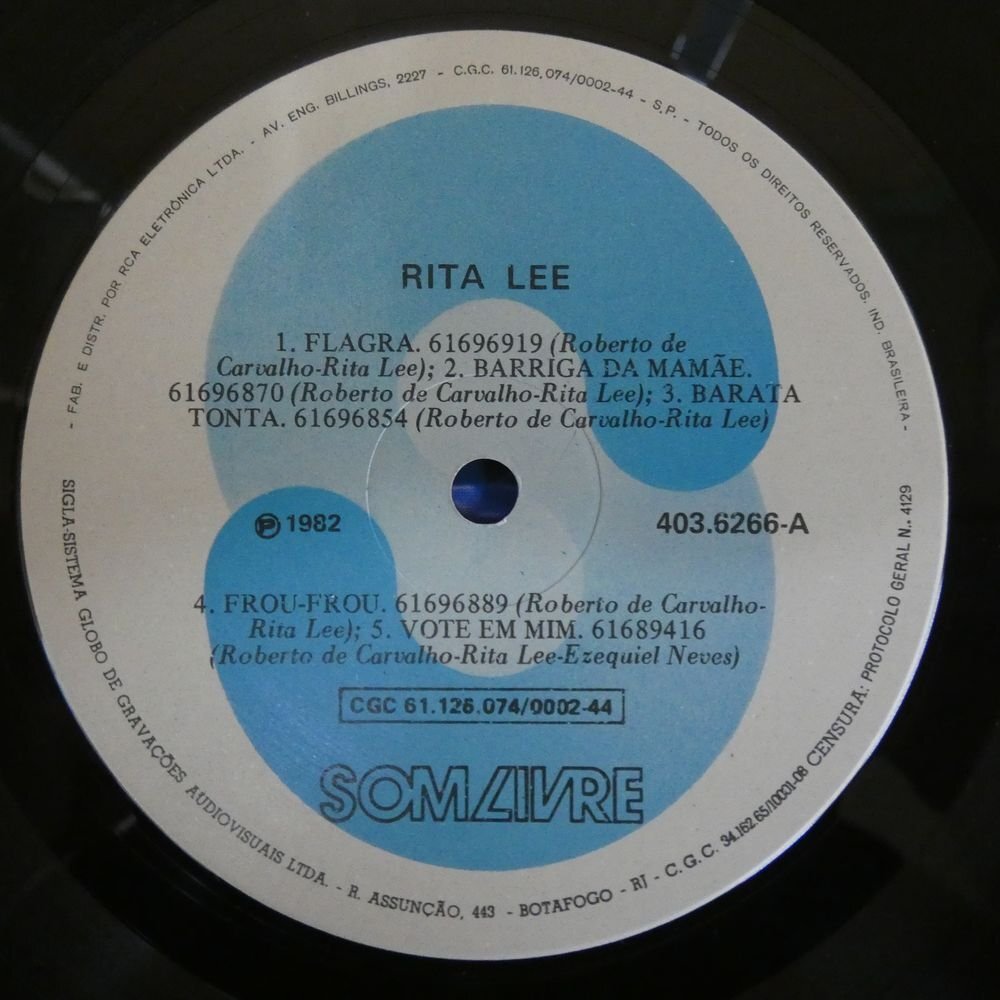 - FAB. E DISTR. POR RCA ELETRÔNICA LTDA. - AV. ENG. BILLINGS, 2227 - C.G.C. 61.126.074/0002-44 - S.P. - TODOS OS DIREITOS RESERVADOS. IND. BRASILEIRA -
RITA LEE
1. FLAGRA. 61696919 (Roberto de
Carvalho-Rita Lee); 2. BARRIGA DA MAMÃE.
61696870 (Roberto de Carvalho-Rita Lee); 3. BARATA
TONTA. 61696854 (Roberto de Carvalho-Rita Lee)
Ⓟ 1982
403.6266-A
4. FROU-FROU. 61696889 (Roberto de Carvalho-
Rita Lee); 5. VOTE EM MIM. 61689416
(Roberto de Carvalho-Rita Lee-Ezequiel Neves)
CGC 61.126.074/0002-44
SOM LIVRE
SIGLA-SISTEMA GLOBO DE GRAVAÇÕES AUDIOVISUAIS LTDA. - R. ASSUNÇÃO, 443 - BOTAFOGO - RJ - C.G.C. 34.162.65/10001-08 CENSURA: PROTOCOLO GERAL N.. 4129